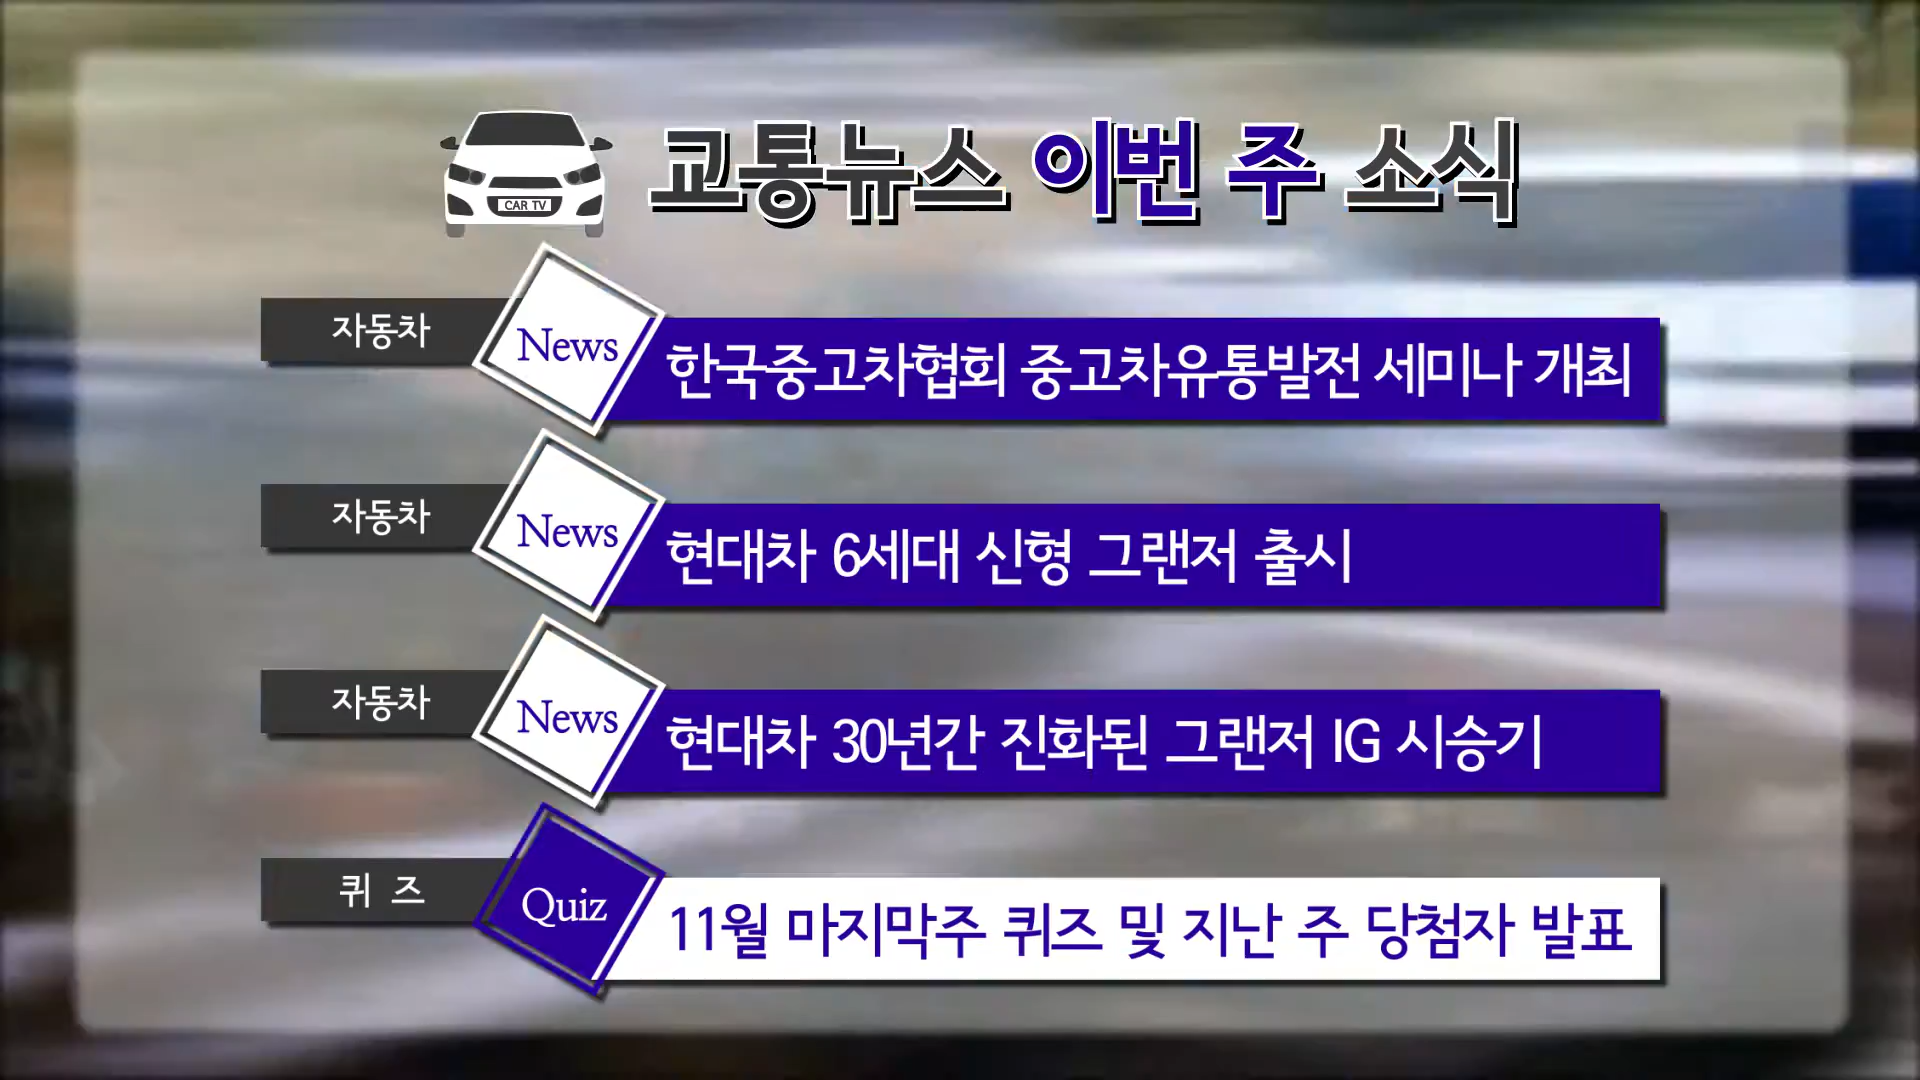 교통뉴스 이번 주 소식
CAR TV
자동차
News
한국중고차협회 중고차유통발전 세미나 개최
자동차
News
현대차 6세대 신형 그랜저 출시
자동차
News
현대차 30년간 진화된 그랜저 IG 시승기
퀴 즈
Quiz
11월 마지막주 퀴즈 및 지난 주 당첨자 발표